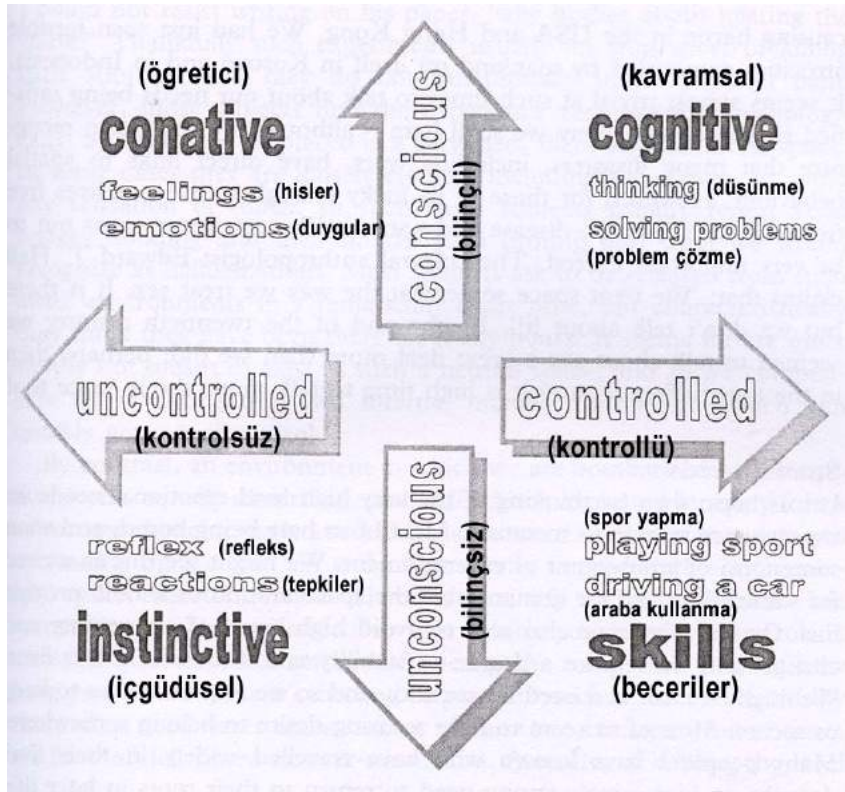 (ögretici)
conative
feelings (hisler)
emotions (duygular)
conscious
(bilinçli)
(kavramsal)
cognitive
thinking (düsünme)
solving problems
(problem çözme)
uncontrolled
(kontrolsüz)
controlled
(kontrollü)
reflex (refleks)
reactions (tepkiler)
instinctive
(içgüdüsel)
unconscious
(bilinçsiz)
(spor yapma)
playing sport
driving a car
(araba kullanma)
skills
(beceriler)